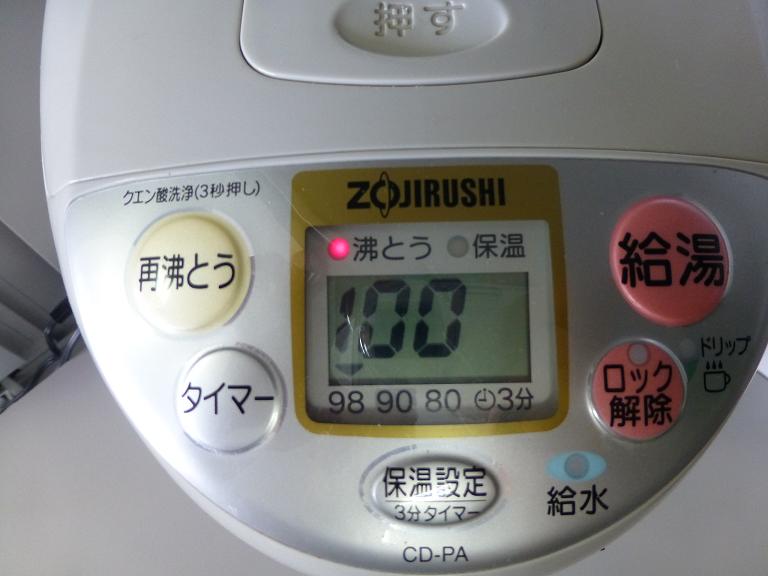 押す
クエン酸洗浄(3秒押し)
ZOJIRUSHI
再沸とう
沸とう 保温
給湯
100
タイマー
98 90 80 3分
ドリップ
ロック
解除
保温設定
3分タイマー
給水
CD-PA